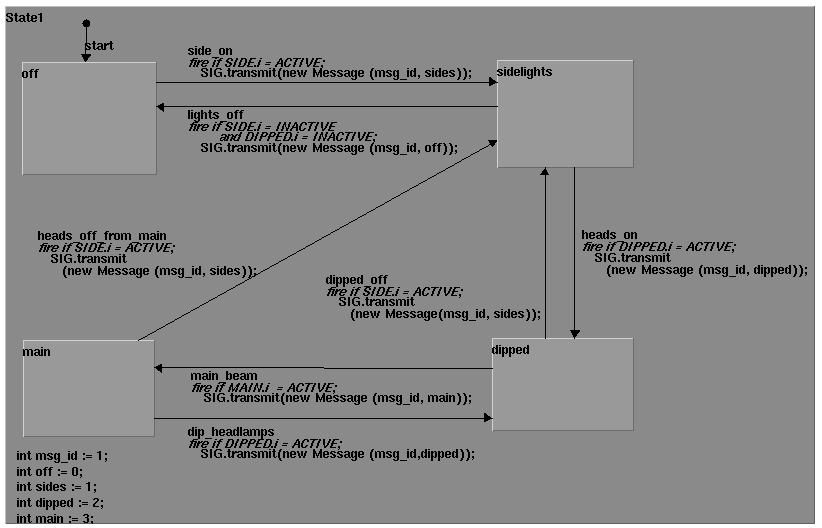 State1
start
off
side_on
fire if SIDE.i = ACTIVE;
SIG.transmit(new Message (msg_id, sides));
sidelights
lights_off
fire if SIDE.i = INACTIVE
and DIPPED.i = INACTIVE;
SIG.transmit(new Message (msg_id, off));
heads_off_from_main
fire if SIDE.i = ACTIVE;
SIG.transmit
(new Message (msg_id, sides));
heads_on
fire if DIPPED.i = ACTIVE;
SIG.transmit
(new Message (msg_id, dipped));
dipped_off
fire if SIDE.i = ACTIVE;
SIG.transmit
(new Message(msg_id, sides));
main
dipped
main_beam
fire if MAIN.i = ACTIVE;
SIG.transmit(new Message (msg_id, main));
dip_headlamps
fire if DIPPED.i = ACTIVE;
SIG.transmit(new Message (msg_id,dipped));
int msg_id := 1;
int off := 0;
int sides := 1;
int dipped := 2;
int main := 3;